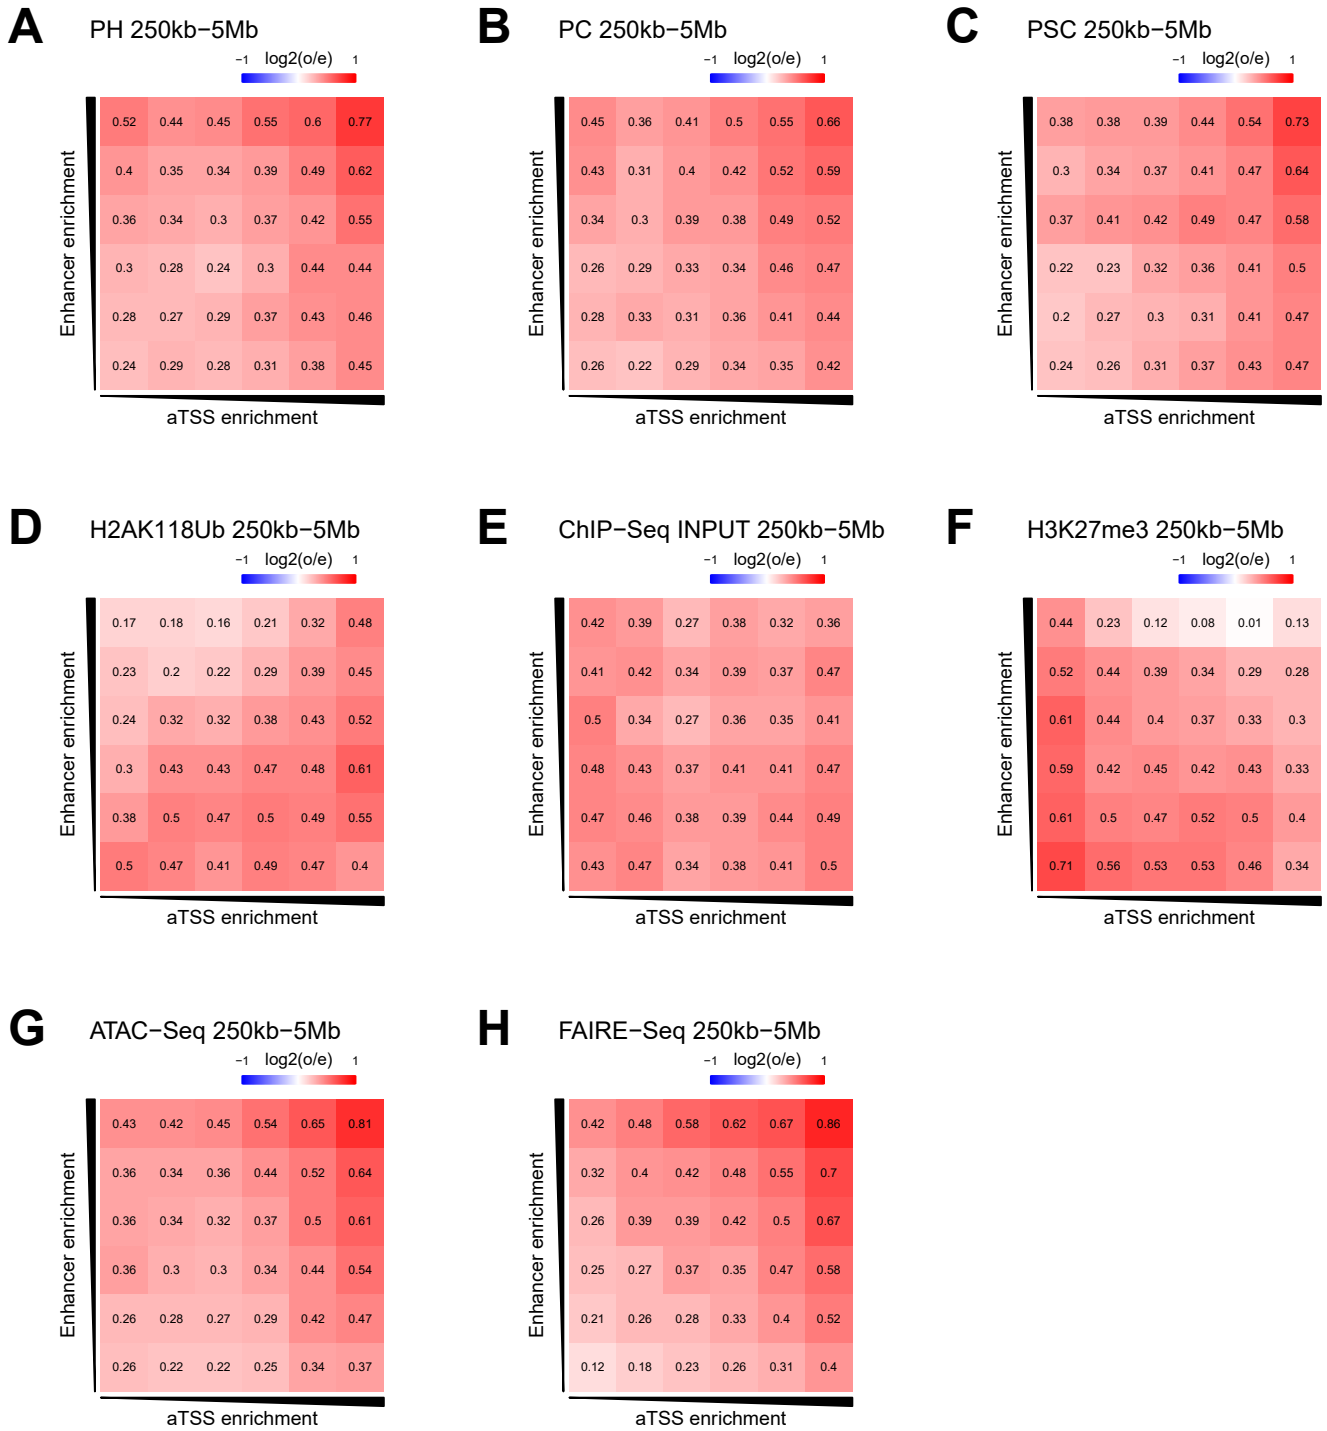 A PH 250kb−5Mb
−1 log2(o/e) 1
Enhancer enrichment
0.52 0.44 0.45 0.55 0.6 0.77
0.4 0.35 0.34 0.39 0.49 0.62
0.36 0.34 0.3 0.37 0.42 0.55
0.3 0.28 0.24 0.3 0.44 0.44
0.28 0.27 0.29 0.37 0.43 0.46
0.24 0.29 0.28 0.31 0.38 0.45
aTSS enrichment
B PC 250kb−5Mb
−1 log2(o/e) 1
Enhancer enrichment
0.45 0.36 0.41 0.5 0.55 0.66
0.43 0.31 0.4 0.42 0.52 0.59
0.34 0.3 0.39 0.38 0.49 0.52
0.26 0.29 0.33 0.34 0.46 0.47
0.28 0.33 0.31 0.36 0.41 0.44
0.26 0.22 0.29 0.34 0.35 0.42
aTSS enrichment
C PSC 250kb−5Mb
−1 log2(o/e) 1
Enhancer enrichment
0.38 0.38 0.39 0.44 0.54 0.73
0.3 0.34 0.37 0.41 0.47 0.64
0.37 0.41 0.42 0.49 0.47 0.58
0.22 0.23 0.32 0.36 0.41 0.5
0.2 0.27 0.3 0.31 0.41 0.47
0.24 0.26 0.31 0.37 0.43 0.47
aTSS enrichment
D H2AK118Ub 250kb−5Mb
−1 log2(o/e) 1
Enhancer enrichment
0.17 0.18 0.16 0.21 0.32 0.48
0.23 0.2 0.22 0.29 0.39 0.45
0.24 0.32 0.32 0.38 0.43 0.52
0.3 0.43 0.43 0.47 0.48 0.61
0.38 0.5 0.47 0.5 0.49 0.55
0.5 0.47 0.41 0.49 0.47 0.4
aTSS enrichment
E ChIP−Seq INPUT 250kb−5Mb
−1 log2(o/e) 1
Enhancer enrichment
0.42 0.39 0.27 0.38 0.32 0.36
0.41 0.42 0.34 0.39 0.37 0.47
0.5 0.34 0.27 0.36 0.35 0.41
0.48 0.43 0.37 0.41 0.41 0.47
0.47 0.46 0.38 0.39 0.44 0.49
0.43 0.47 0.34 0.38 0.41 0.5
aTSS enrichment
F H3K27me3 250kb−5Mb
−1 log2(o/e) 1
Enhancer enrichment
0.44 0.23 0.12 0.08 0.01 0.13
0.52 0.44 0.39 0.34 0.29 0.28
0.61 0.44 0.4 0.37 0.33 0.3
0.59 0.42 0.45 0.42 0.43 0.33
0.61 0.5 0.47 0.52 0.5 0.4
0.71 0.56 0.53 0.53 0.46 0.34
aTSS enrichment
G ATAC−Seq 250kb−5Mb
−1 log2(o/e) 1
Enhancer enrichment
0.43 0.42 0.45 0.54 0.65 0.81
0.36 0.34 0.36 0.44 0.52 0.64
0.36 0.34 0.32 0.37 0.5 0.61
0.36 0.3 0.3 0.34 0.44 0.54
0.26 0.28 0.27 0.29 0.42 0.47
0.26 0.22 0.22 0.25 0.34 0.37
aTSS enrichment
H FAIRE−Seq 250kb−5Mb
−1 log2(o/e) 1
Enhancer enrichment
0.42 0.48 0.58 0.62 0.67 0.86
0.32 0.4 0.42 0.48 0.55 0.7
0.26 0.39 0.39 0.42 0.5 0.67
0.25 0.27 0.37 0.35 0.47 0.58
0.21 0.26 0.28 0.33 0.4 0.52
0.12 0.18 0.23 0.26 0.31 0.4
aTSS enrichment